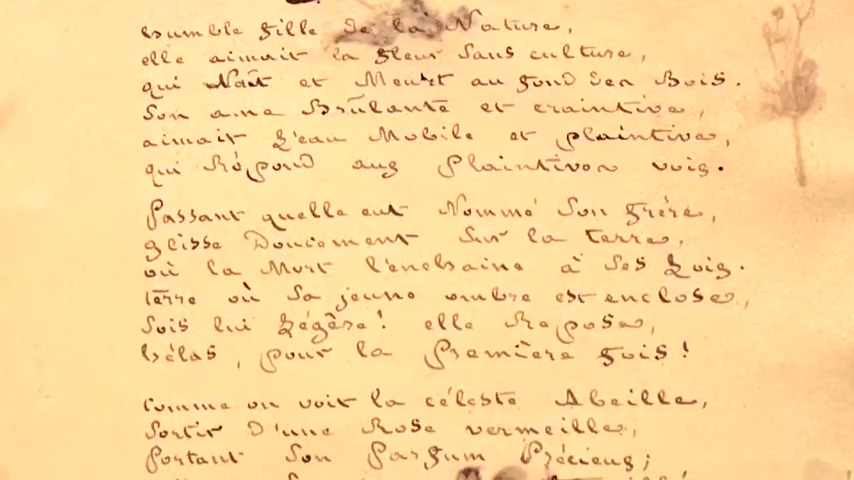 humble fille de la Nature,
elle aimait la fleur sans culture,
qui Naît et Meurt au fond des Bois.
Son ame Brûlante et craintive,
aimait L'eau Mobile et plaintive,
qui Répond aux plaintives voix.
Passant quelle eut Nommé Son frère,
glisse Doucement Sur la terre,
où la Mort l'enchaine à Ses Loix.
terre où Sa jeune ombre est enclose,
Sois lui Légère! elle Repose,
hélas, pour la Première fois!
Comme on voit la céleste Abeille,
Sortir D'une Rose vermeille,
Portant Son Parfum Précieux;